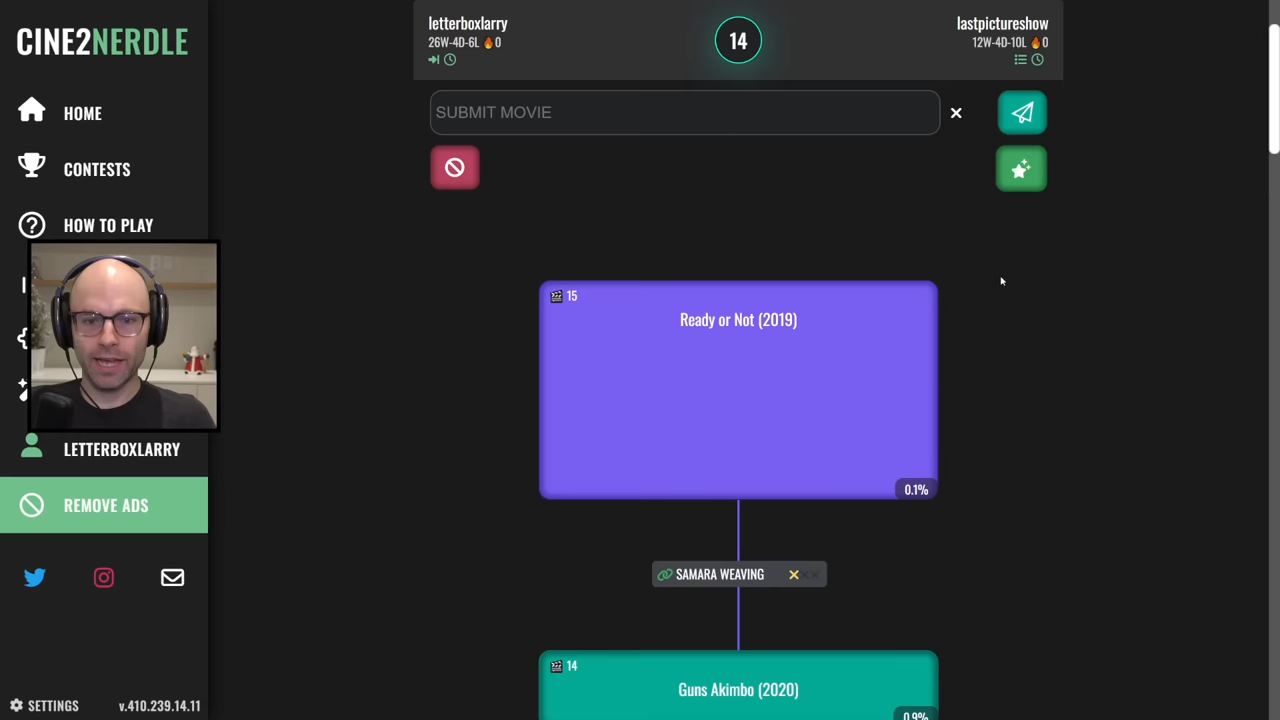 CINE2NERDLE
HOME
CONTESTS
HOW TO PLAY
LETTERBOXLARRY
REMOVE ADS
SETTINGS
v.410.239.14.11
letterboxlarry
26W-4D-6L 🔥0
14
lastpictureshow
12W-4D-10L 🔥0
SUBMIT MOVIE
15
Ready or Not (2019)
0.1%
SAMARA WEAVING
14
Guns Akimbo (2020)
0.9%